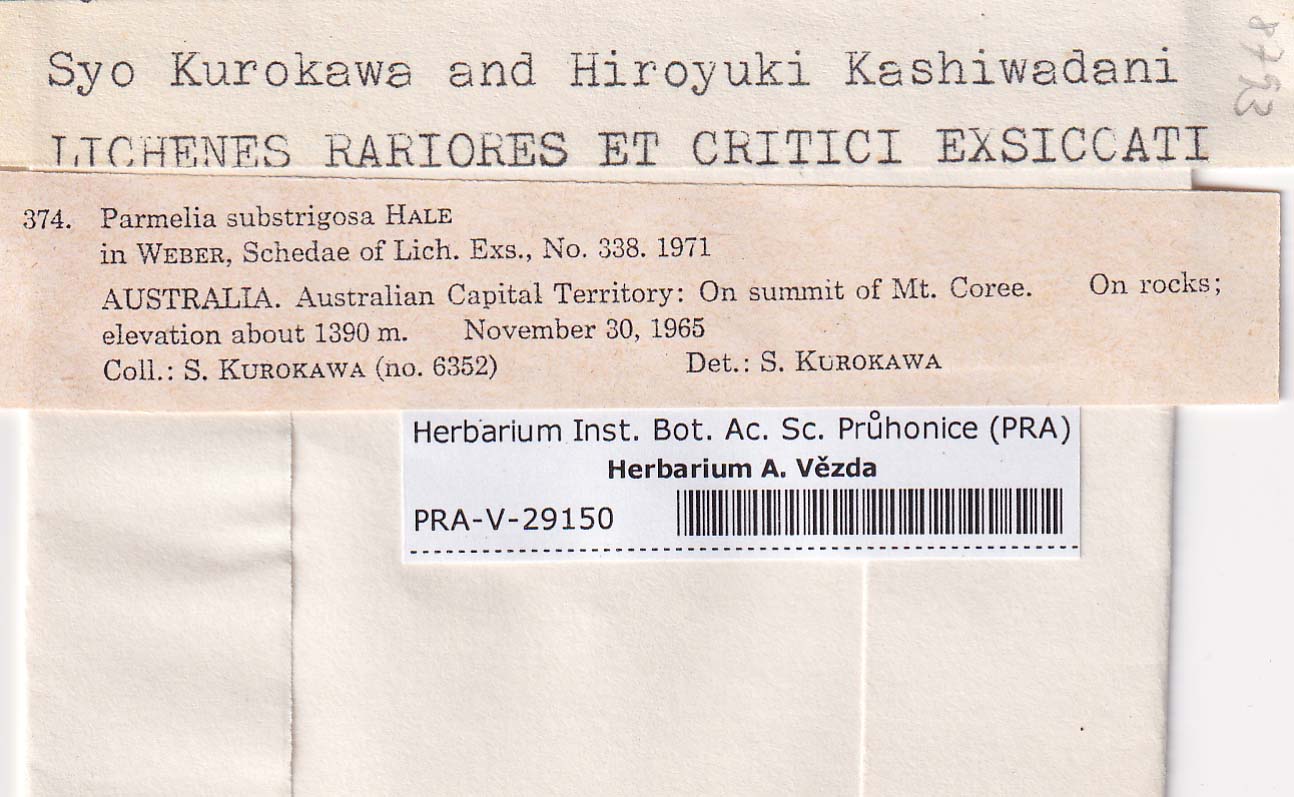 Syo Kurokawa and Hiroyuki Kashiwadani
LICHENES RARIORES ET CRITICI EXSICCATI
374. Parmelia substrigosa HALE
in WEBER, Schedae of Lich. Exs., No. 338. 1971
AUSTRALIA. Australian Capital Territory: On summit of Mt. Coree. On rocks;
elevation about 1390 m. November 30, 1965
Coll.: S. KUROKAWA (no. 6352) Det.: S. KUROKAWA
Herbarium Inst. Bot. Ac. Sc. Průhonice (PRA)
Herbarium A. Vězda
PRA-V-29150